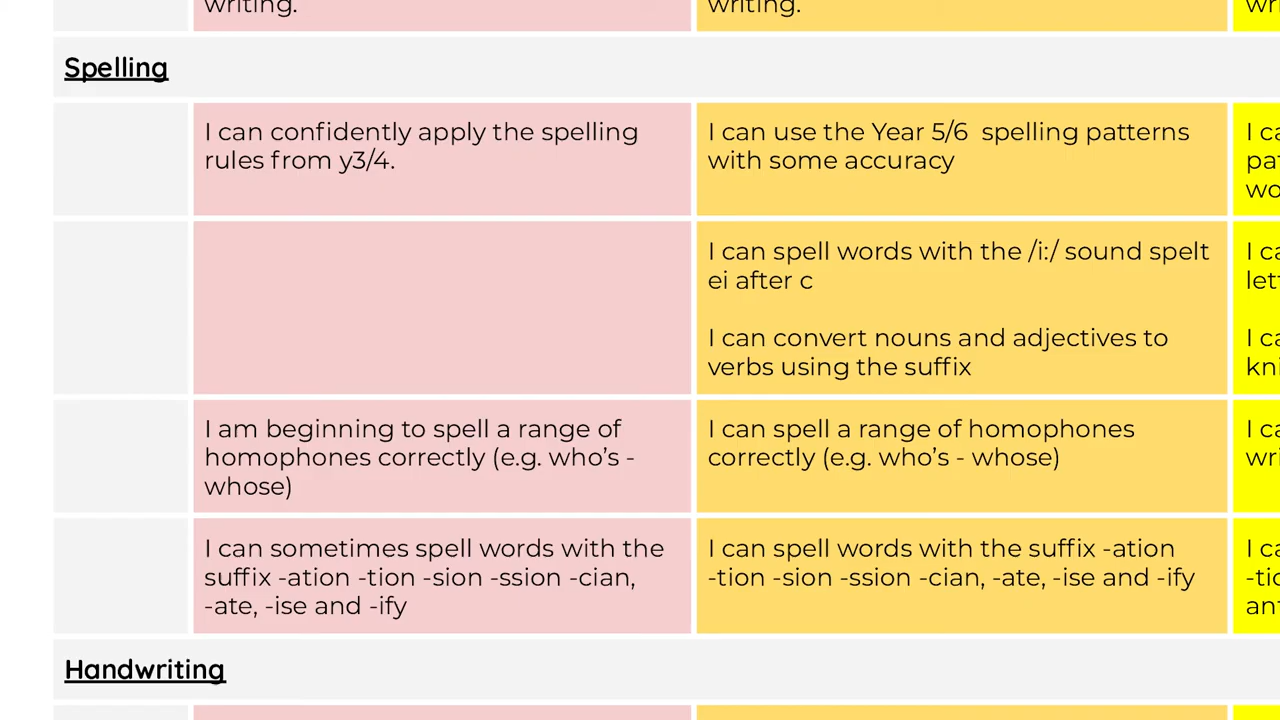 writing.
writing.
Spelling
I can confidently apply the spelling
rules from y3/4.
I can use the Year 5/6  spelling patterns
with some accuracy
I can spell words with the /i:/ sound spelt
ei after c
I can convert nouns and adjectives to
verbs using the suffix
I am beginning to spell a range of
homophones correctly (e.g. who’s -
whose)
I can spell a range of homophones
correctly (e.g. who’s - whose)
I can sometimes spell words with the
suffix -ation -tion -sion -ssion -cian,
-ate, -ise and -ify
I can spell words with the suffix -ation
-tion -sion -ssion -cian, -ate, -ise and -ify
Handwriting